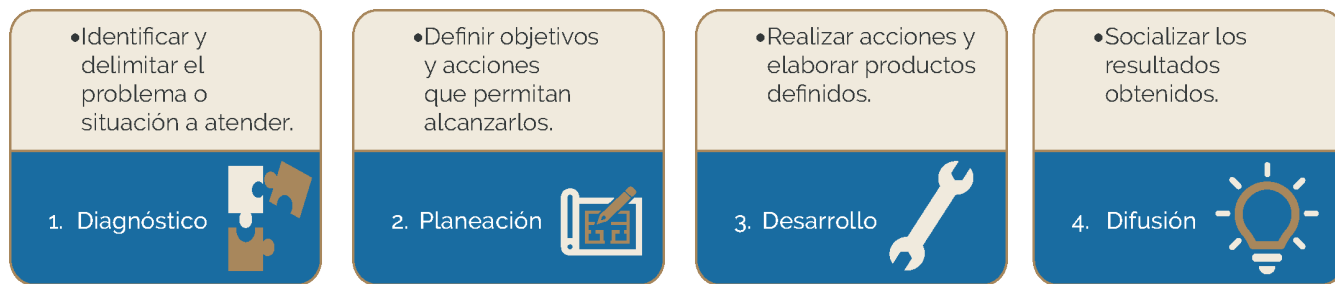 •Identificar y
delimitar el
problema o
situación a atender.
1. Diagnóstico
•Definir objetivos
y acciones
que permitan
alcanzarlos.
2. Planeación
•Realizar acciones y
elaborar productos
definidos.
3. Desarrollo
•Socializar los
resultados
obtenidos.
4. Difusión